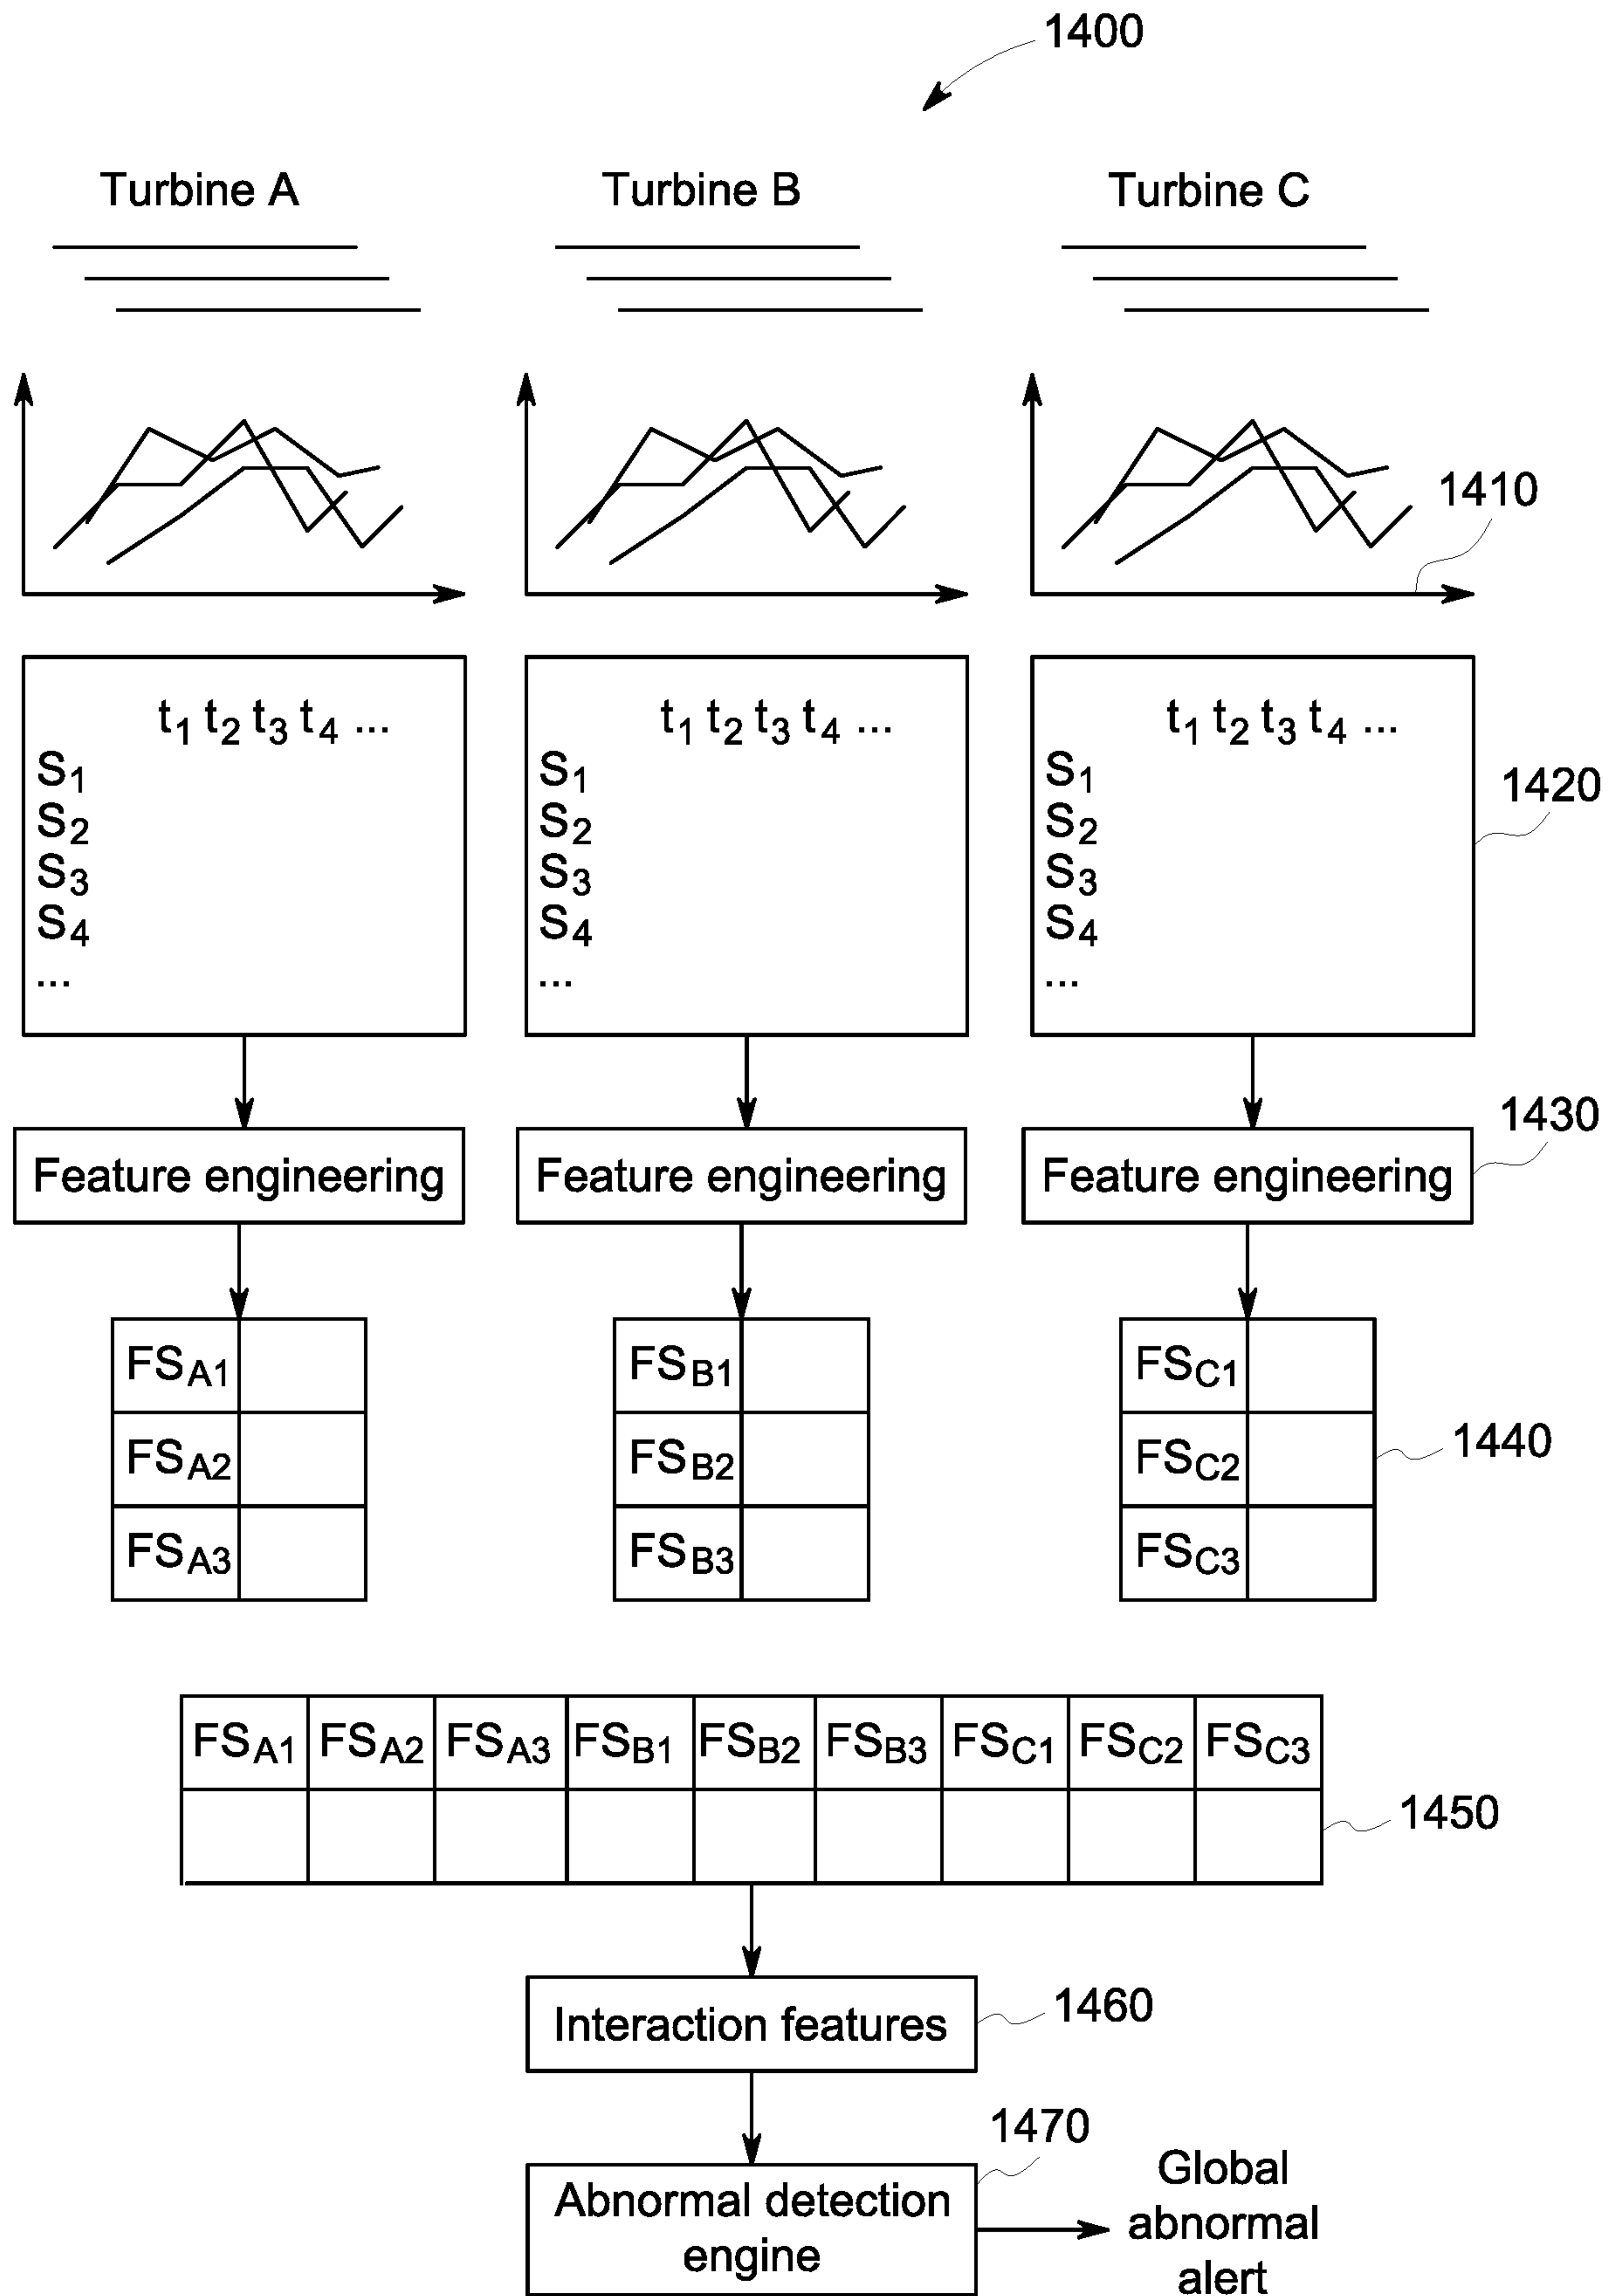 1400
Turbine A Turbine B Turbine C
1410
t1 t2 t3 t4 ... t1 t2 t3 t4 ... t1 t2 t3 t4 ...
S1 S1 S1
1420
S2 S2 S2
S3 S3 S3
S4 S4 S4
... ... ...
1430
Feature engineering Feature engineering Feature engineering
FSA1 FSB1 FSC1
FSA2 FSB2 FSC2 1440
FSA3 FSB3 FSC3
FSA1 FSA2 FSA3 FSB1 FSB2 FSB3 FSC1 FSC2 FSC3
1450
Interaction features 1460
1470
Abnormal detection
engine
Global
abnormal
alert